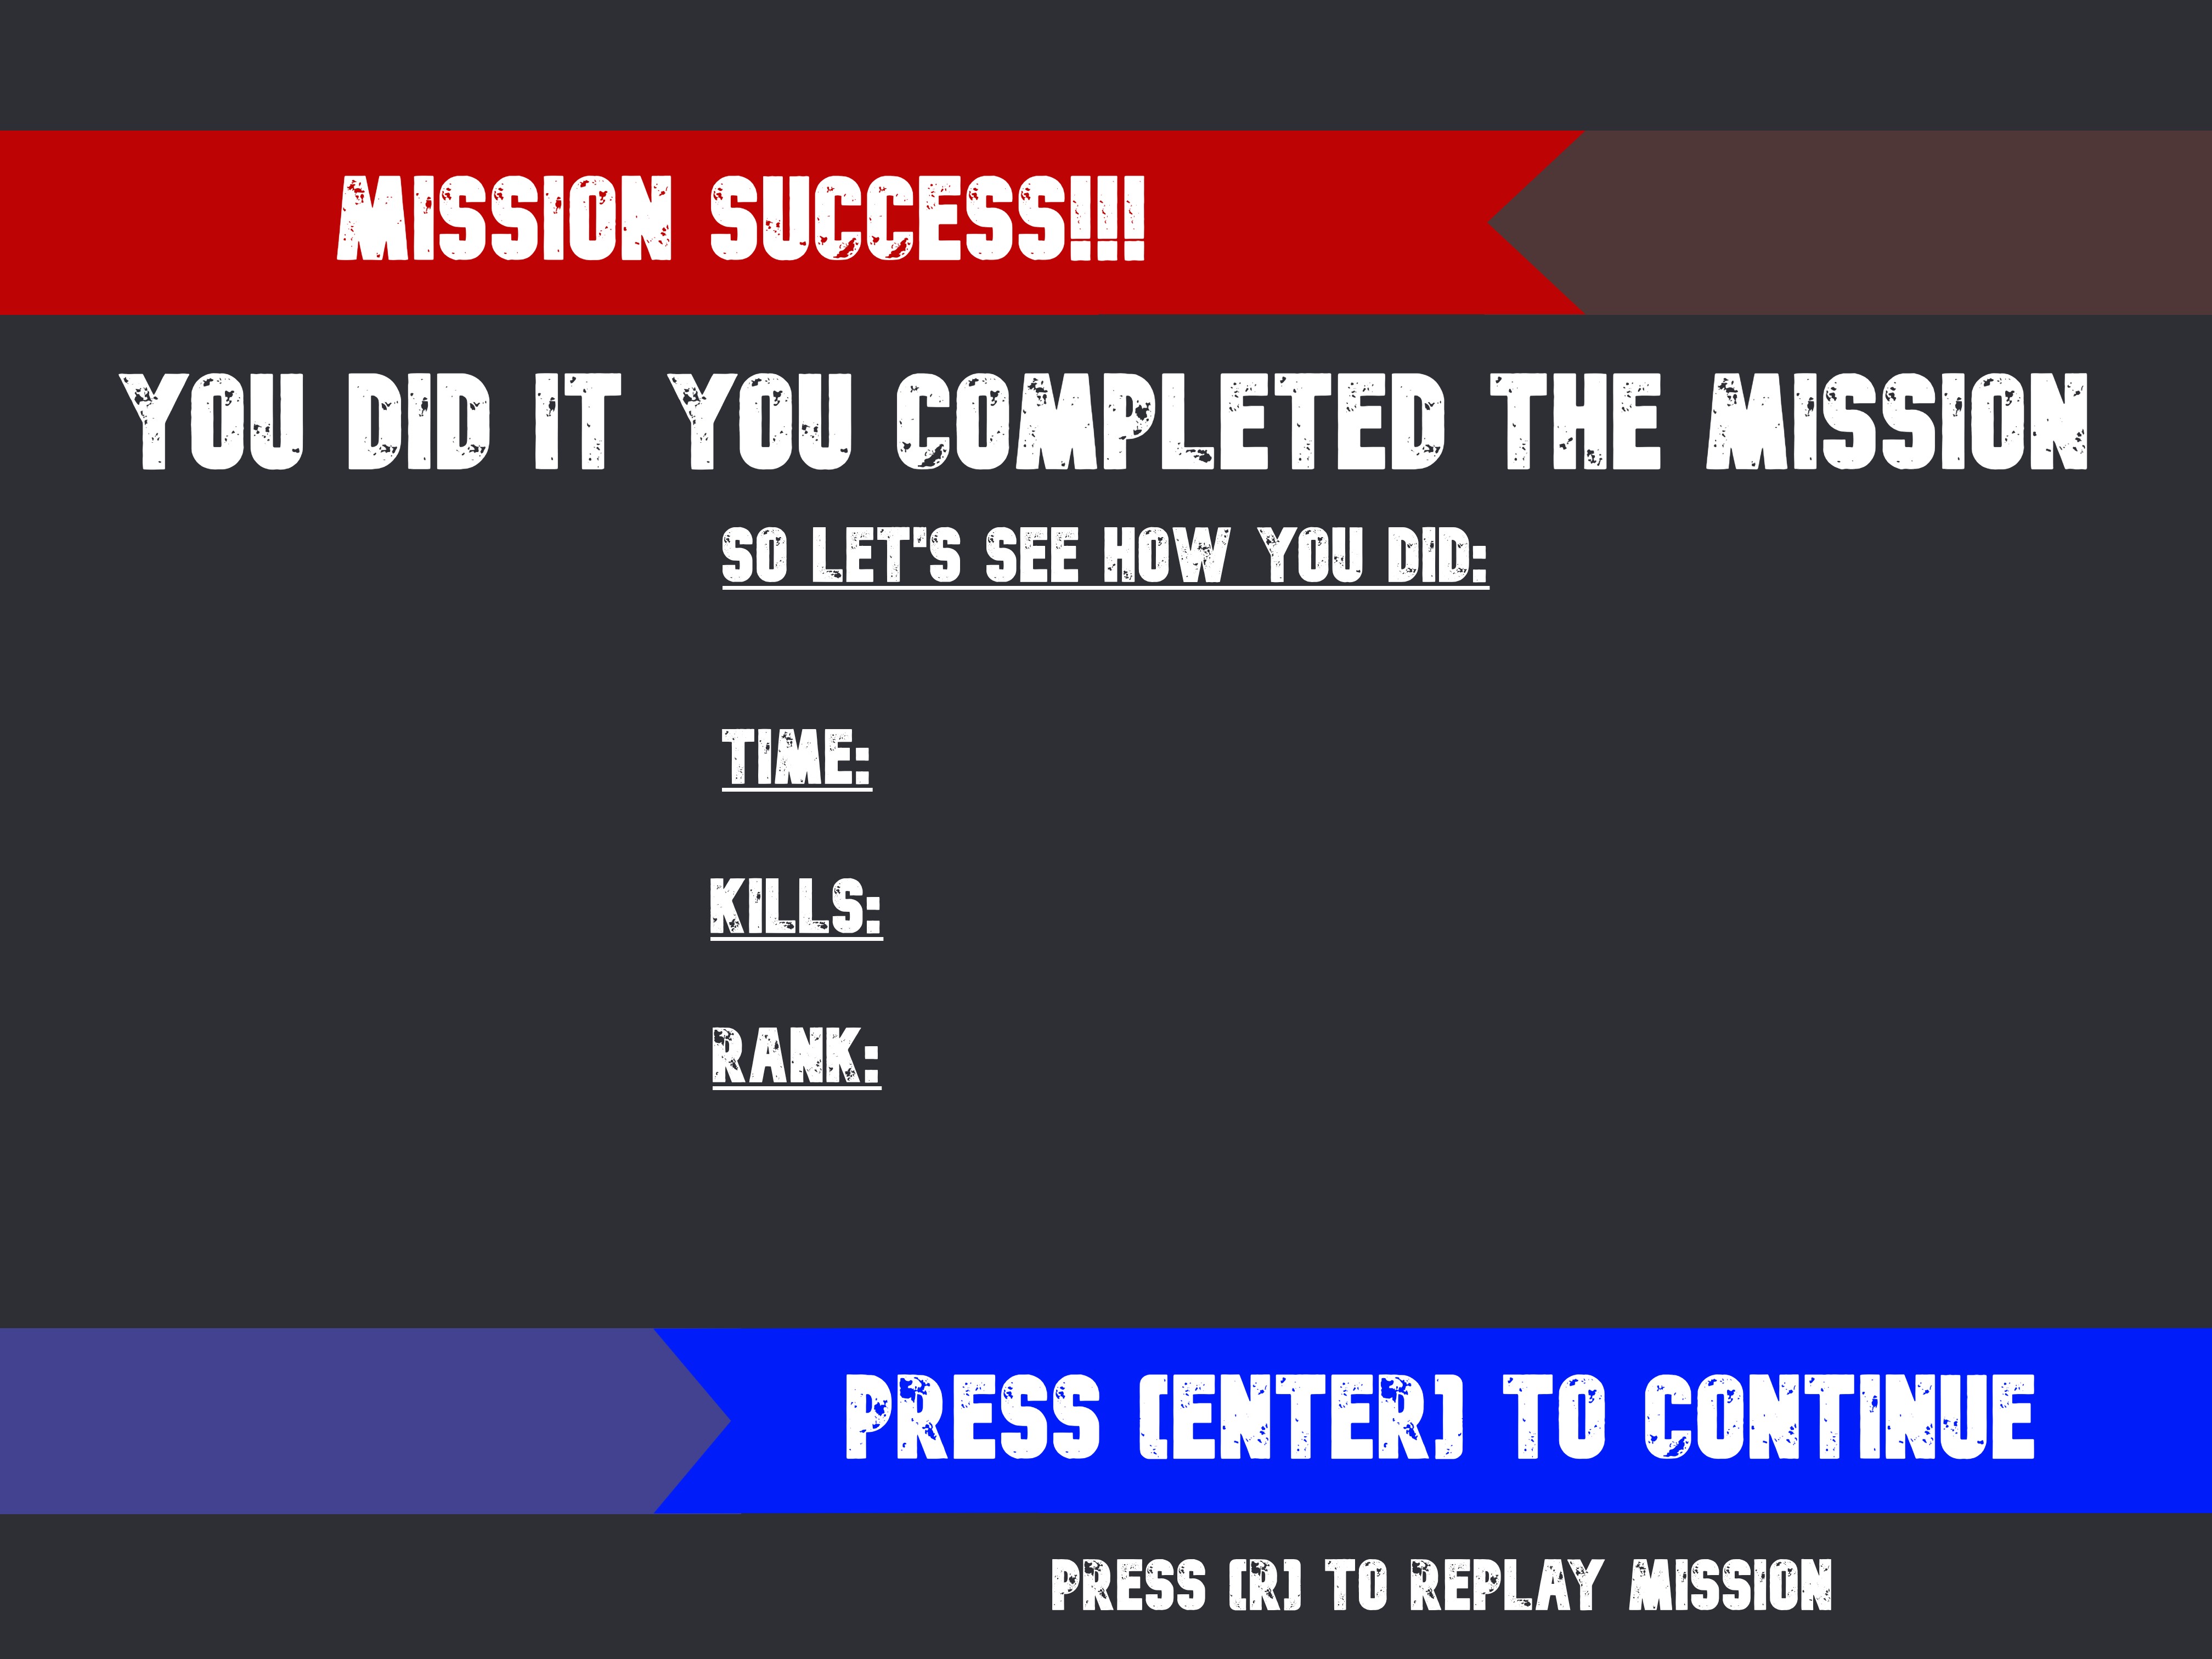 MISSION SUCCESS!!!
YOU DID IT YOU COMPLETED THE MISSION
SO LET'S SEE HOW YOU DID:
TIME:
KILLS:
RANK:
PRESS (ENTER) TO CONTINUE
PRESS (R) TO REPLAY MISSION